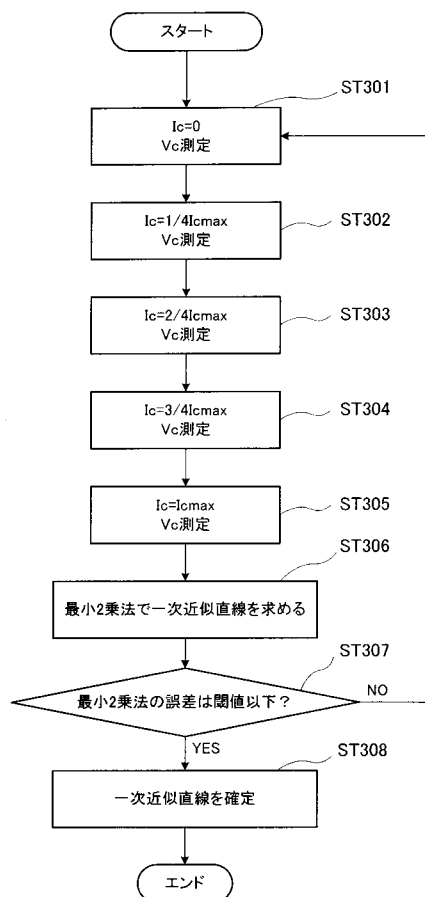 スタート
ST301
Ic=0
Vc測定
ST302
Ic=1/4Icmax
Vc測定
ST303
Ic=2/4Icmax
Vc測定
ST304
Ic=3/4Icmax
Vc測定
ST305
Ic=Icmax
Vc測定
ST306
最小2乗法で一次近似直線を求める
ST307
最小2乗法の誤差は閾値以下?
NO
YES
ST308
一次近似直線を確定
エンド